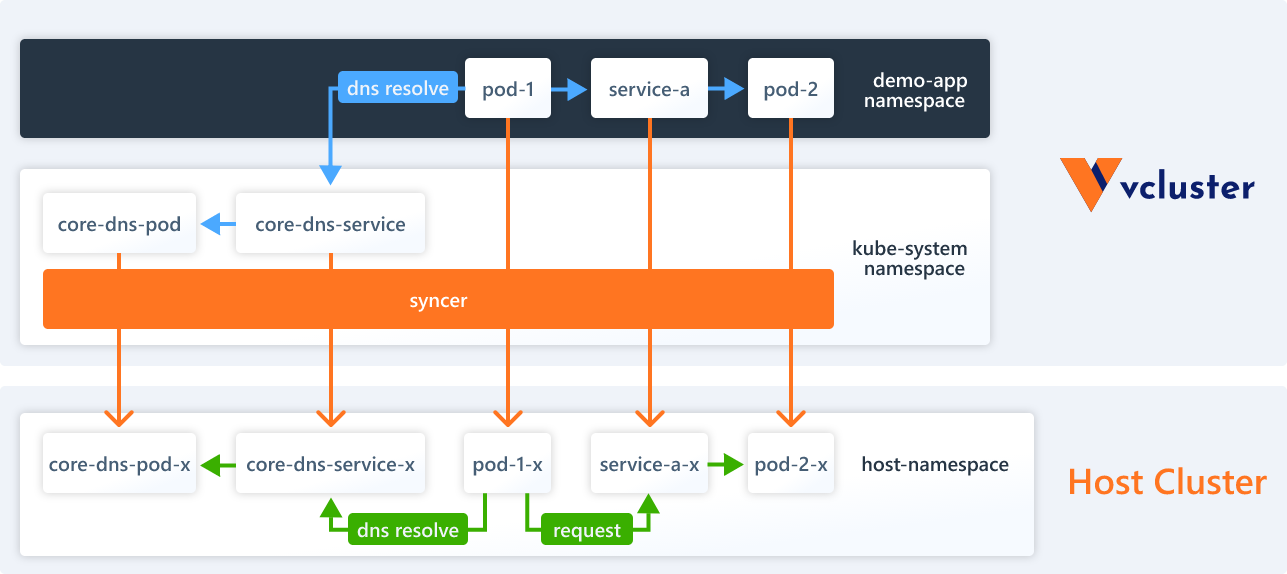 dns resolve
pod-1
service-a
pod-2
demo-app
namespace
vcluster
core-dns-pod
core-dns-service
kube-system
namespace
syncer
core-dns-pod-x
core-dns-service-x
pod-1-x
service-a-x
pod-2-x
host-namespace
Host Cluster
dns resolve
request